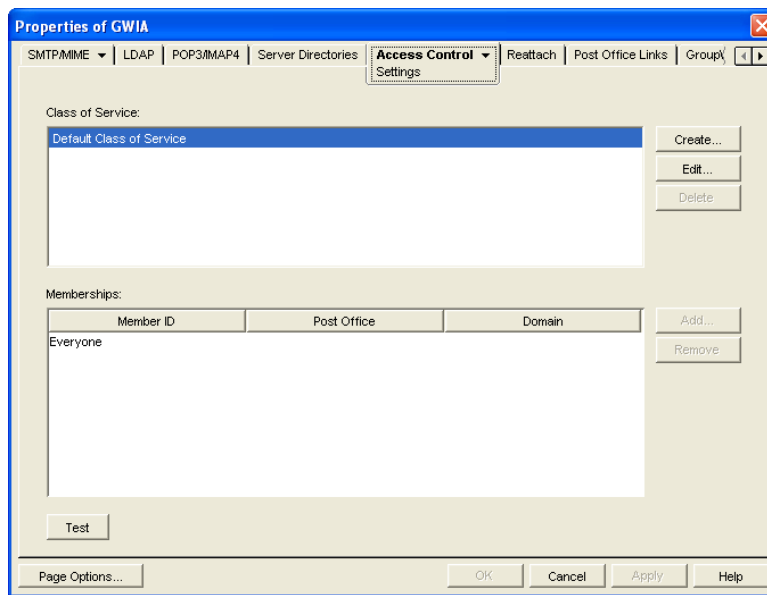 Properties of GWIA
SMTP/MIME LDAP POP3/IMAP4 Server Directories Access Control Reattach Post Office Links
Settings
Class of Service:
Default Class of Service
Create...
Edit...
Delete
Memberships:
Member ID Post Office Domain
Everyone
Add...
Remove
Test
Page Options... OK Cancel Apply Help